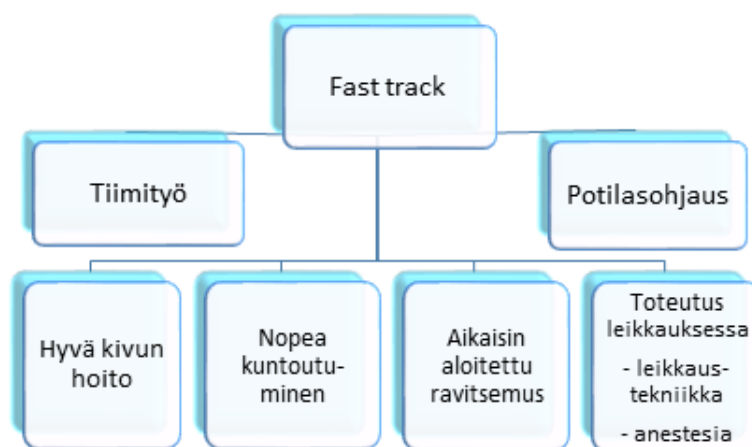 Fast track
Tiimityö
Potilasohjaus
Hyvä kivun
hoito
Nopea
kuntoutu-
minen
Aikaisin
aloitettu
ravitsemus
Toteutus
leikkauksessa
- leikkaus-
tekniikka
- anestesia